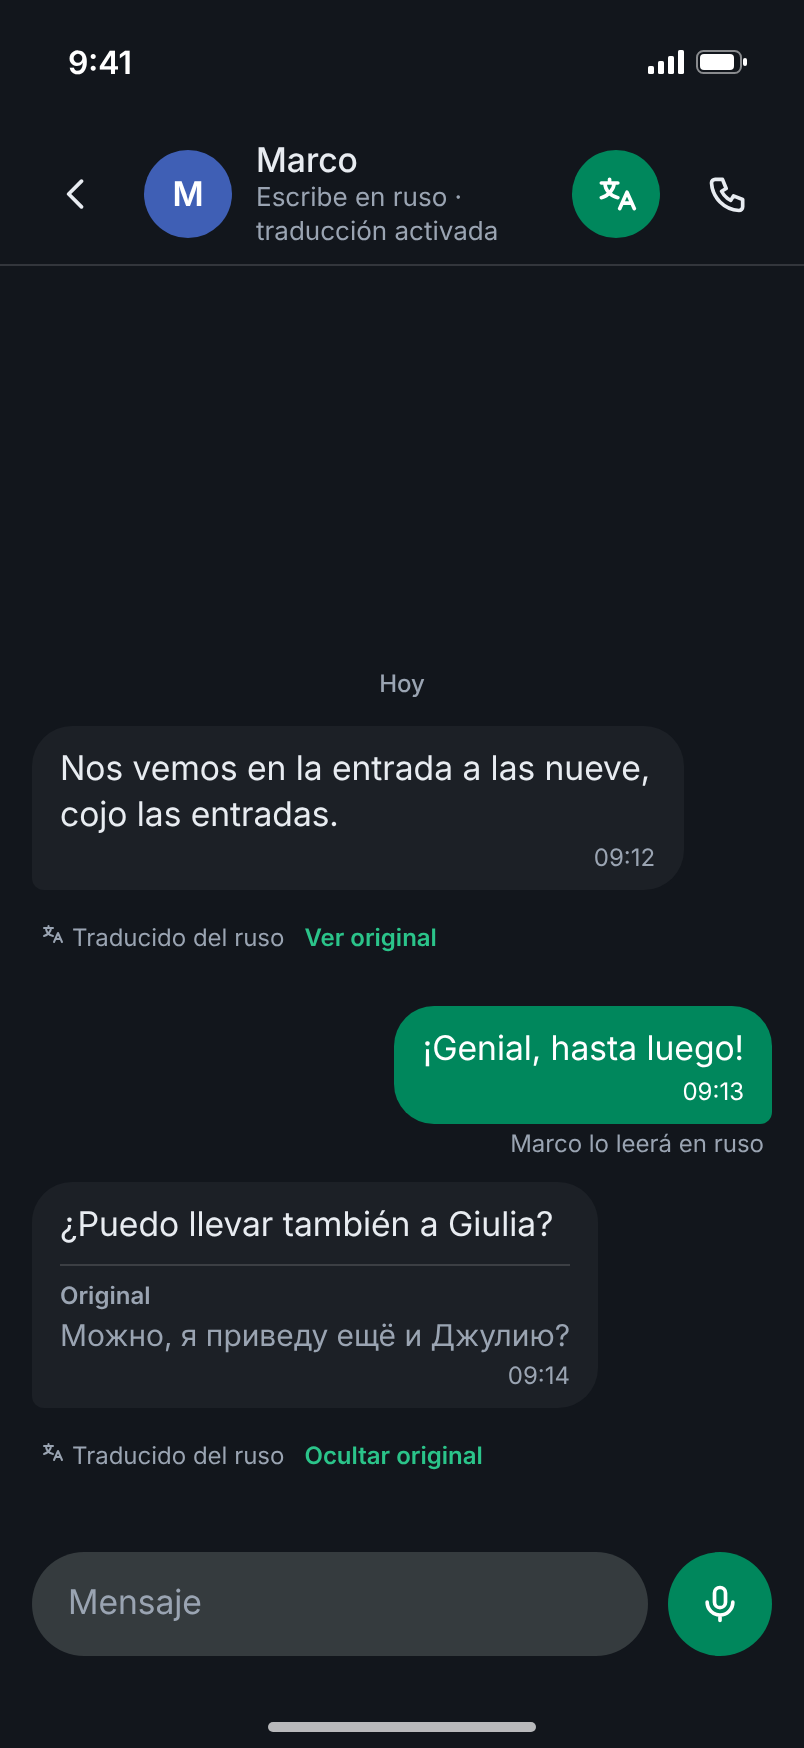 9:41
M
Marco
Escribe en ruso ·
traducción activada
Hoy
Nos vemos en la entrada a las nueve,
cojo las entradas.
09:12
Traducido del ruso Ver original
¡Genial, hasta luego!
09:13
Marco lo leerá en ruso
¿Puedo llevar también a Giulia?
Original
Можно, я приведу ещё и Джулию?
09:14
Traducido del ruso Ocultar original
Mensaje